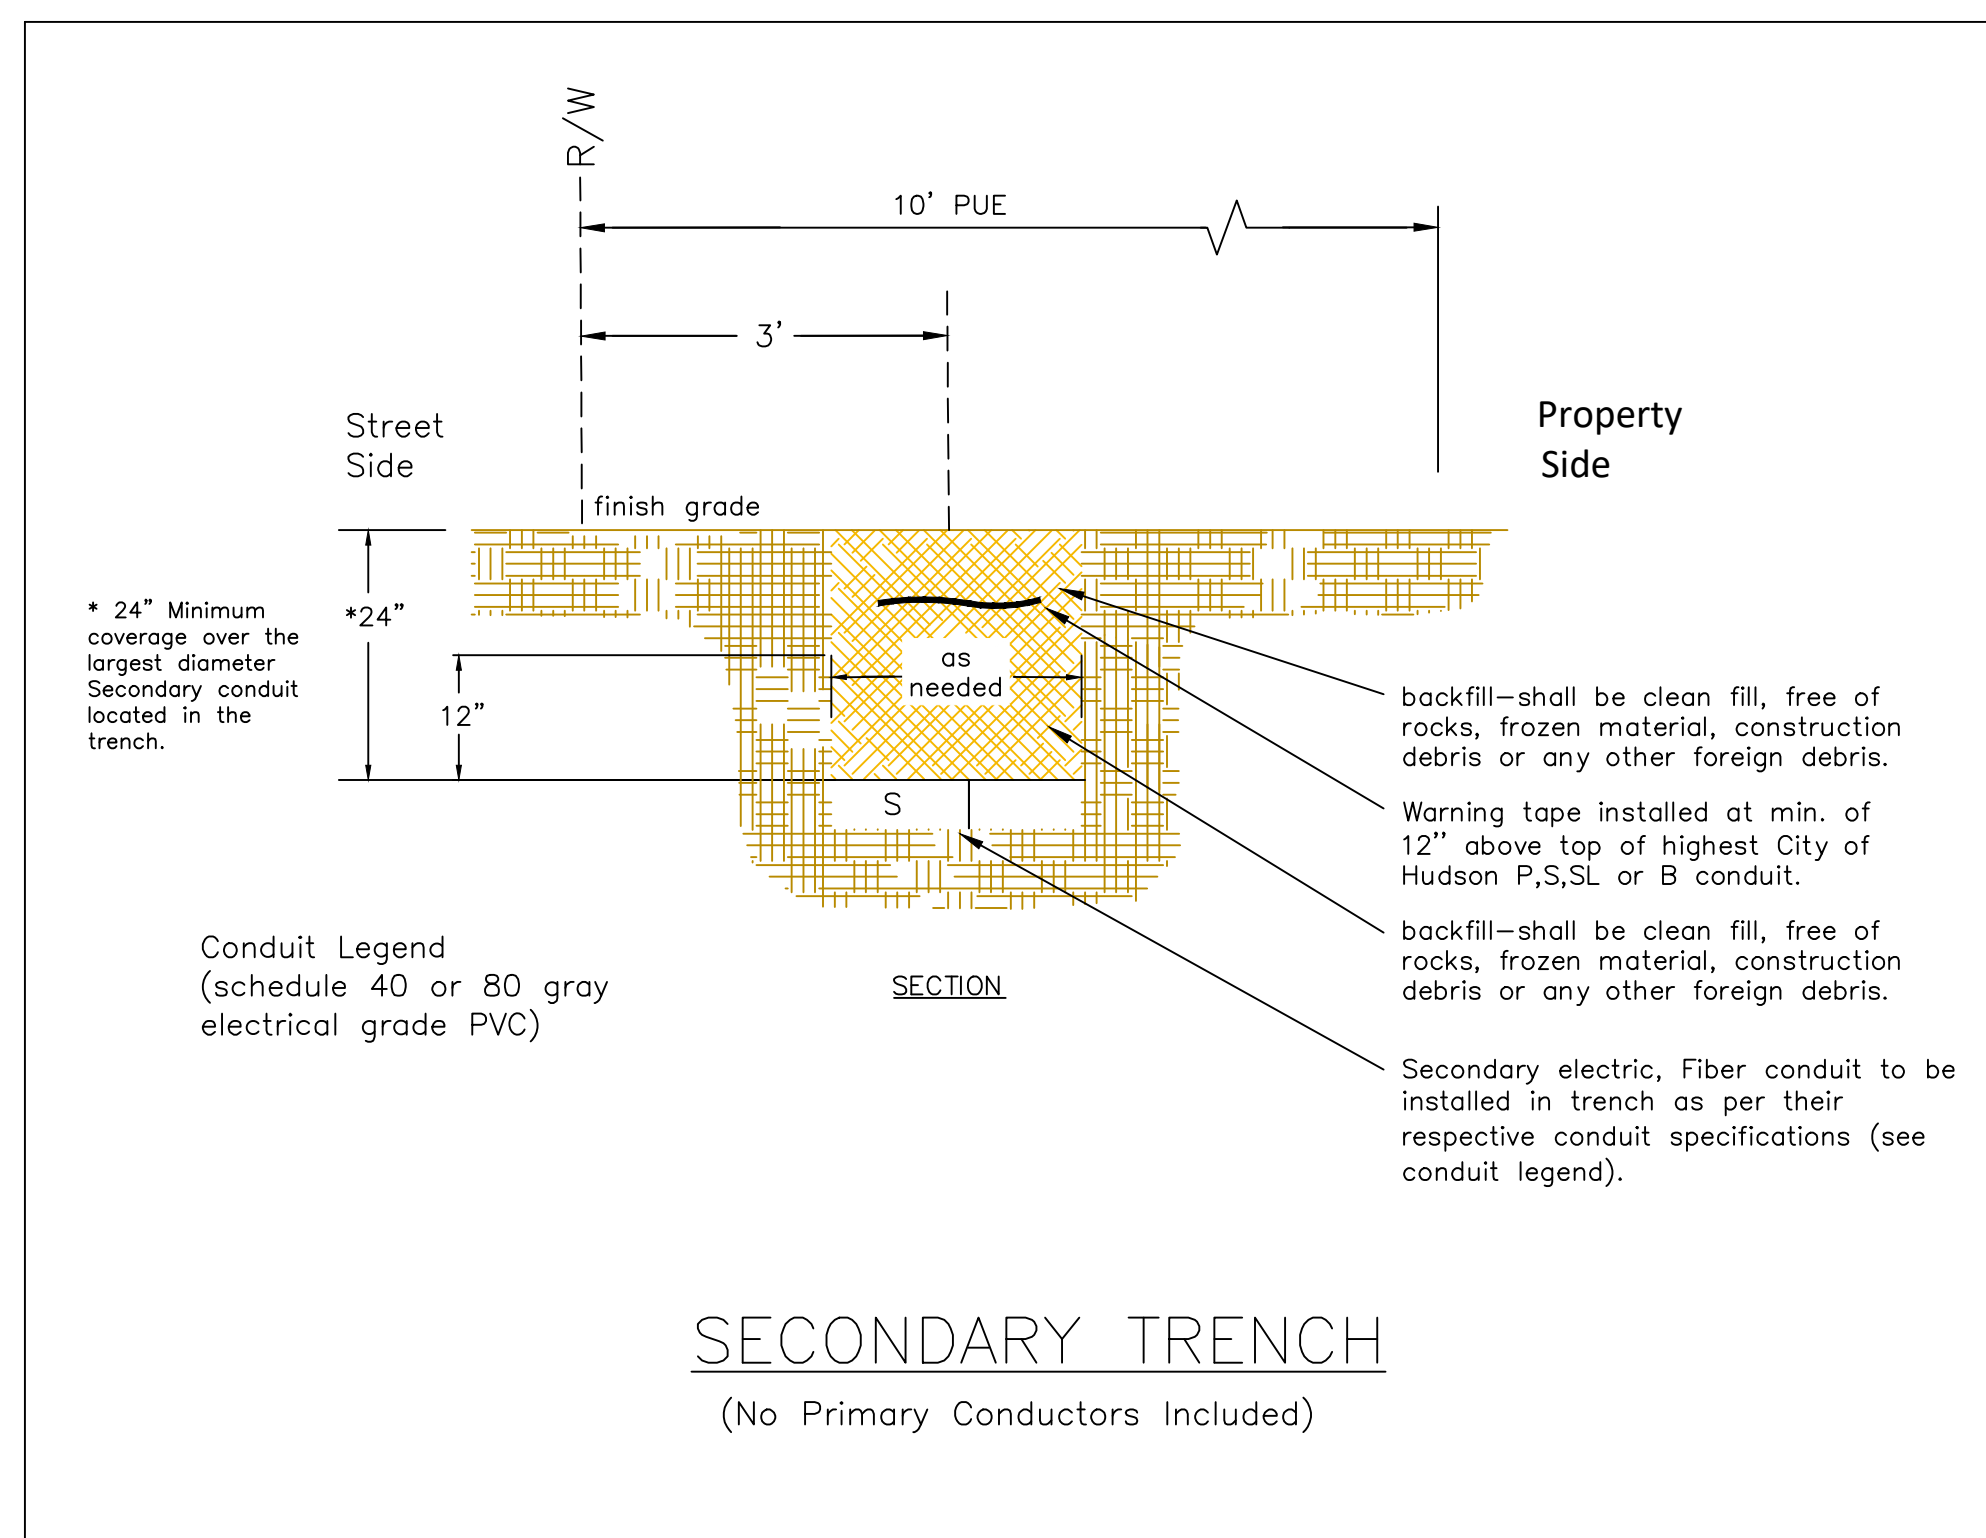 R/W
10' PUE
3'
Street
Side
Property
Side
finish grade
* 24" Minimum
coverage over the
largest diameter
Secondary conduit
located in the
trench.
*24"
12"
as
needed
S
backfill–shall be clean fill, free of
rocks, frozen material, construction
debris or any other foreign debris.
Warning tape installed at min. of
12'' above top of highest City of
Hudson P,S,SL or B conduit.
backfill–shall be clean fill, free of
rocks, frozen material, construction
debris or any other foreign debris.
Secondary electric, Fiber conduit to be
installed in trench as per their
respective conduit specifications (see
conduit legend).
Conduit Legend
(schedule 40 or 80 gray
electrical grade PVC)
SECTION
SECONDARY TRENCH
(No Primary Conductors Included)